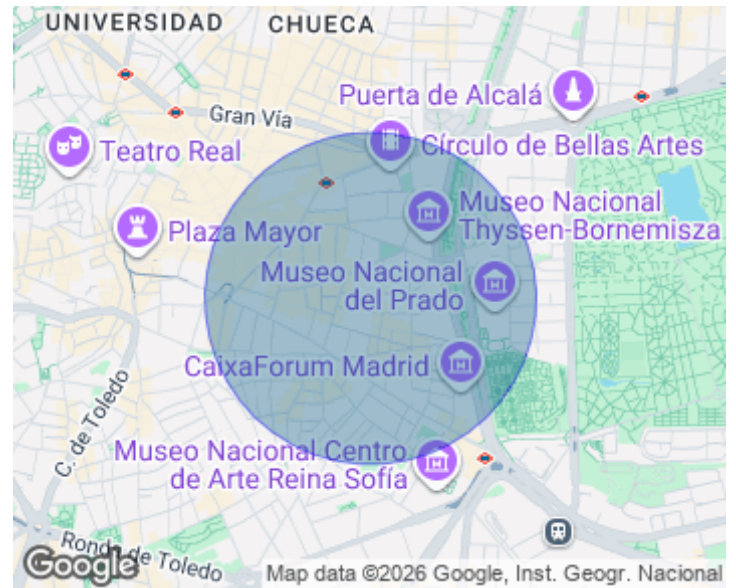 UNIVERSIDAD
CHUECA
Puerta de Alcalá
Gran Vía
Teatro Real
Círculo de Bellas Artes
Museo Nacional
Thyssen-Bornemisza
Plaza Mayor
Museo Nacional
del Prado
CaixaForum Madrid
C. de Toledo
Museo Nacional Centro
de Arte Reina Sofía
Ronda de Toledo
Google
Map data ©2026 Google, Inst. Geogr. Nacional